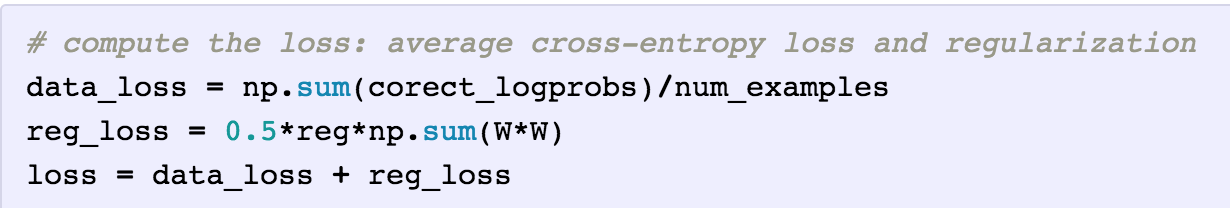 # compute the loss: average cross-entropy loss and regularization
data_loss = np.sum(corect_logprobs)/num_examples
reg_loss = 0.5*reg*np.sum(W*W)
loss = data_loss + reg_loss